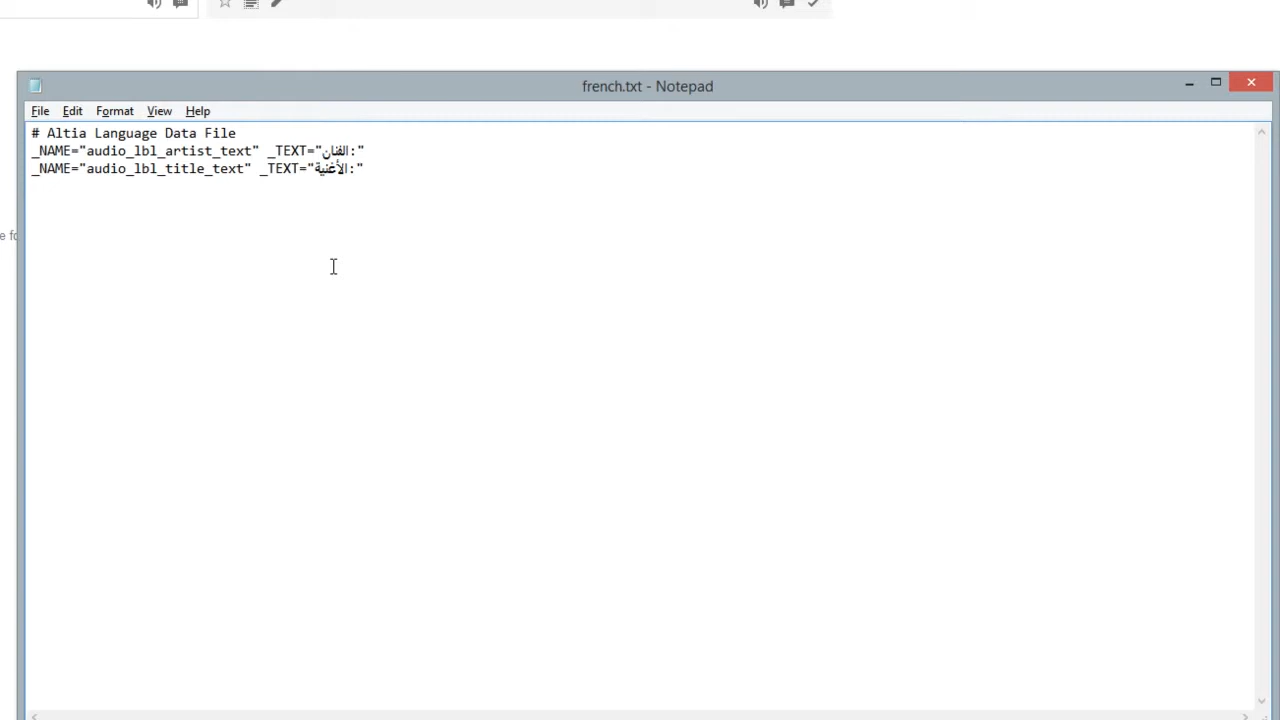 french.txt - Notepad
File Edit Format View Help
# Altia Language Data File
_NAME="audio_lbl_artist_text" _TEXT="الفنان:"
_NAME="audio_lbl_title_text" _TEXT="الأغنية:"